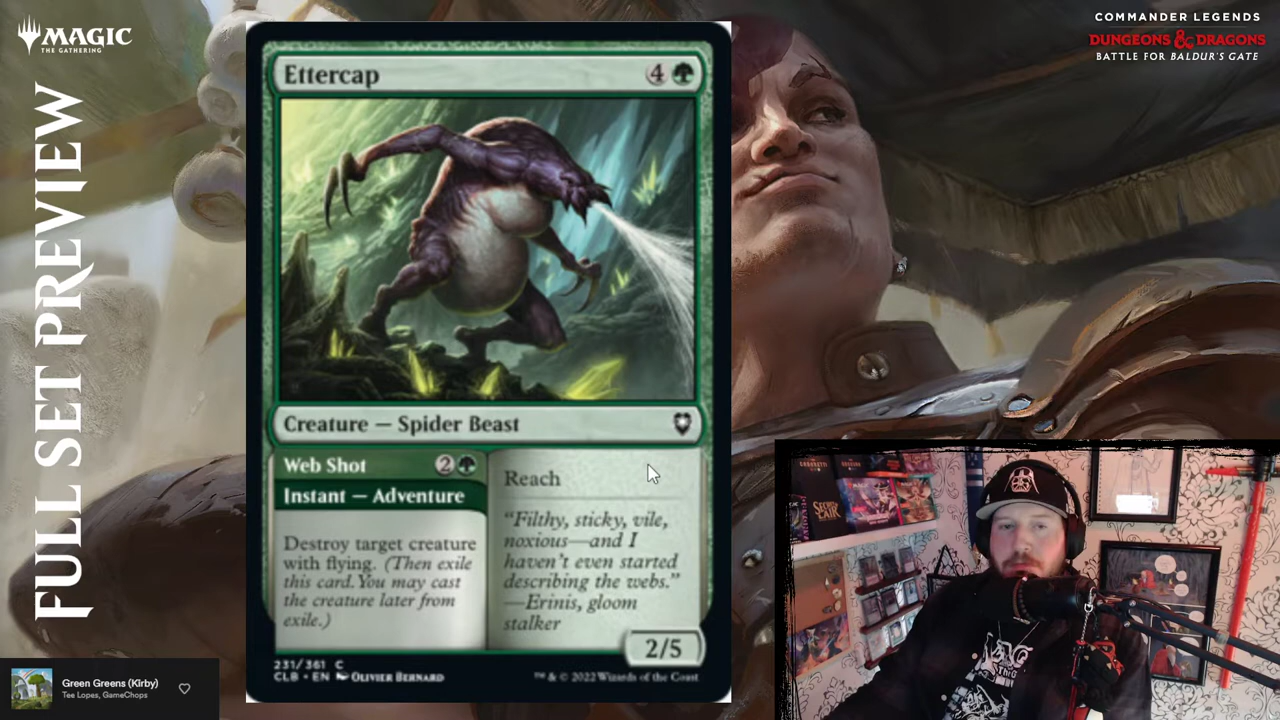 MAGIC
THE GATHERING
FULL SET PREVIEW
COMMANDER LEGENDS
DUNGEONS & DRAGONS
BATTLE FOR BALDUR'S GATE
Ettercap
4
Creature — Spider Beast
Web Shot
2
Instant — Adventure
Destroy target creature
with flying. (Then exile
this card. You may cast
the creature later from
exile.)
Reach
"Filthy, sticky, vile,
noxious—and I
haven't even started
describing the webs."
—Erinis, gloom
stalker
2/5
231/361 C
CLB • EN Olivier Bernard
™ & © 2022 Wizards of the Coast
Green Greens (Kirby)
Tee Lopes, GameChops
SECRET
LAIR